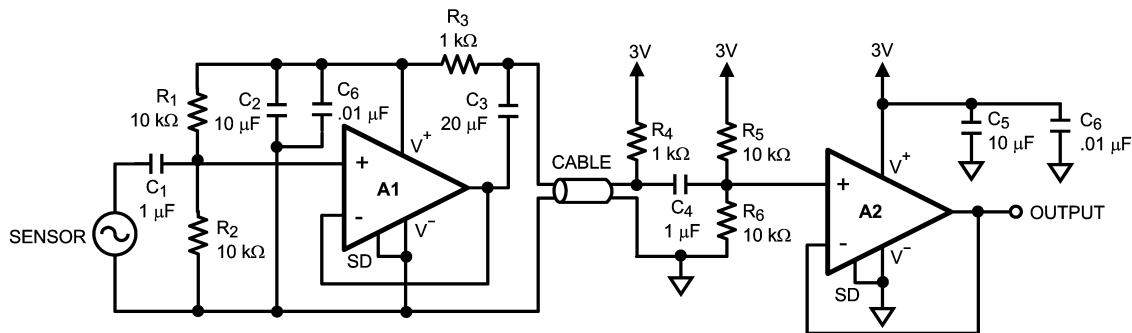 R1
10 kΩ
C2
10 μF
C6
.01 μF
R3
1 kΩ
C3
20 μF
V+
+
A1
-
V−
SD
C1
1 μF
R2
10 kΩ
SENSOR
CABLE
3V
R4
1 kΩ
C4
1 μF
3V
R5
10 kΩ
R6
10 kΩ
3V
V+
+
A2
-
V−
SD
C5
10 μF
C6
.01 μF
OUTPUT